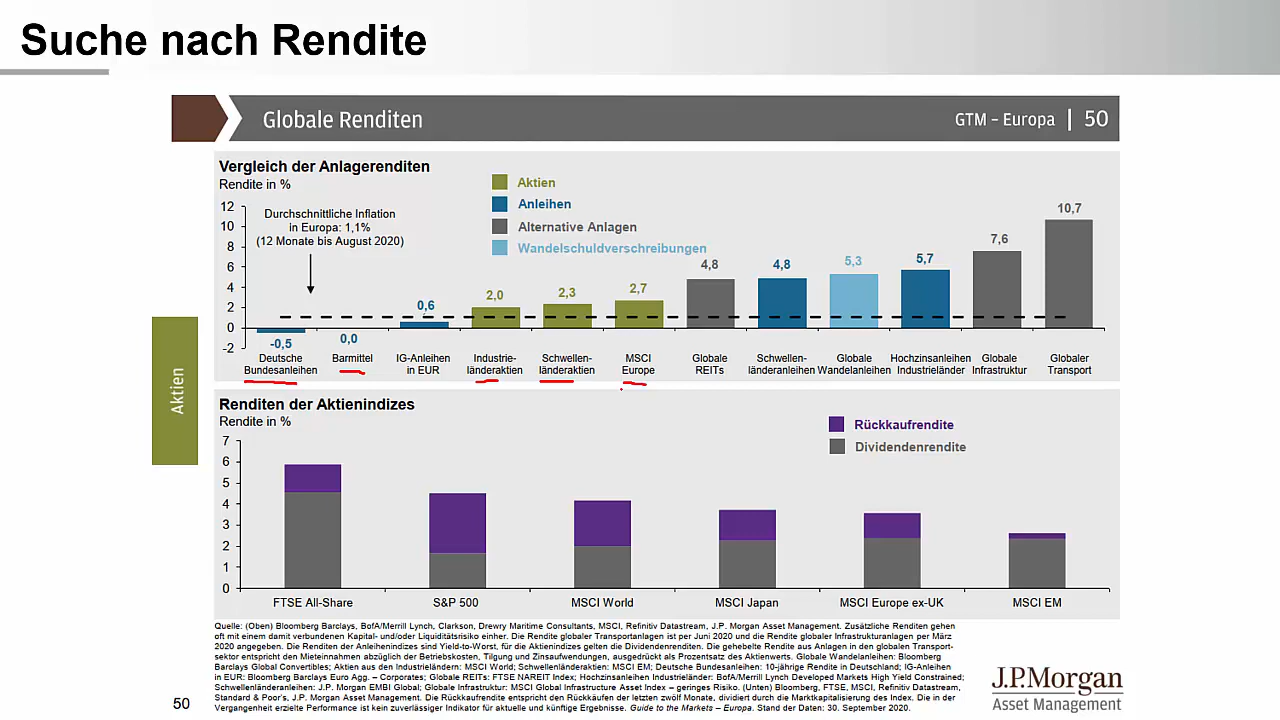 Suche nach Rendite
Globale Renditen
GTM – Europa | 50
Vergleich der Anlagerenditen
Rendite in %
Aktien
Anleihen
Alternative Anlagen
Wandelschuldverschreibungen
Durchschnittliche Inflation
in Europa: 1,1%
(12 Monate bis August 2020)
12
10
8
6
4
2
0
-2
-0,5
0,0
0,6
2,0
2,3
2,7
4,8
4,8
5,3
5,7
7,6
10,7
Deutsche
Bundesanleihen
Barmittel
IG-Anleihen
in EUR
Industrie-
länderaktien
Schwellen-
länderaktien
MSCI
Europe
Globale
REITs
Schwellen-
länderanleihen
Globale
Wandelanleihen
Hochzinsanleihen
Industrieländer
Globale
Infrastruktur
Globaler
Transport
Aktien
Renditen der Aktienindizes
Rendite in %
Rückkaufrendite
Dividendenrendite
7
6
5
4
3
2
1
0
FTSE All-Share
S&P 500
MSCI World
MSCI Japan
MSCI Europe ex-UK
MSCI EM
Quelle: (Oben) Bloomberg Barclays, BofA/Merrill Lynch, Clarkson, Drewry Maritime Consultants, MSCI, Refinitiv Datastream, J.P. Morgan Asset Management. Zusätzliche Renditen gehen
oft mit einem damit verbundenen Kapital- und/oder Liquiditätsrisiko einher. Die Rendite globaler Transportanlagen ist per Juni 2020 und die Rendite globaler Infrastrukturanlagen per März
2020 angegeben. Die Renditen der Anleihenindizes sind Yield-to-Worst, für die Aktienindizes gelten die Dividendenrenditen. Die gehebelte Rendite aus Anlagen in den globalen Transport-
sektor entspricht den Mieteinnahmen abzüglich der Betriebskosten, Tilgung und Zinsaufwendungen, ausgedrückt als Prozentsatz des Aktienwerts. Globale Wandelanleihen: Bloomberg
Barclays Global Convertibles; Aktien aus den Industrieländern: MSCI World; Schwellenländeraktien: MSCI EM; Deutsche Bundesanleihen: 10-jährige Rendite in Deutschland; IG-Anleihen
in EUR: Bloomberg Barclays Euro Agg. – Corporates; Globale REITs: FTSE NAREIT Index; Hochzinsanleihen Industrieländer: BofA/Merrill Lynch Developed Markets High Yield Constrained;
Schwellenländeranleihen: J.P. Morgan EMBI Global; Globale Infrastruktur: MSCI Global Infrastructure Asset Index – geringes Risiko. (Unten) Bloomberg, FTSE, MSCI, Refinitiv Datastream,
Standard & Poor's, J.P. Morgan Asset Management. Die Rückkaufrendite entspricht den Rückkäufen der letzten zwölf Monate, dividiert durch die Marktkapitalisierung des Index. Die in der
Vergangenheit erzielte Performance ist kein zuverlässiger Indikator für aktuelle und künftige Ergebnisse. Guide to the Markets – Europa. Stand der Daten: 30. September 2020.
50
J.P.Morgan
Asset Management